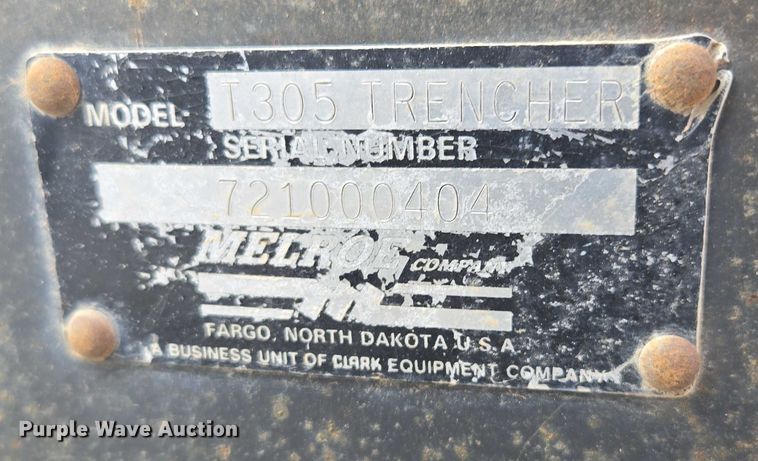 MODEL T305 TRENCHER
SERIAL NUMBER
721000404
MELROE COMPANY
FARGO, NORTH DAKOTA U.S.A
A BUSINESS UNIT OF CLARK EQUIPMENT COMPANY
Purple Wave Auction